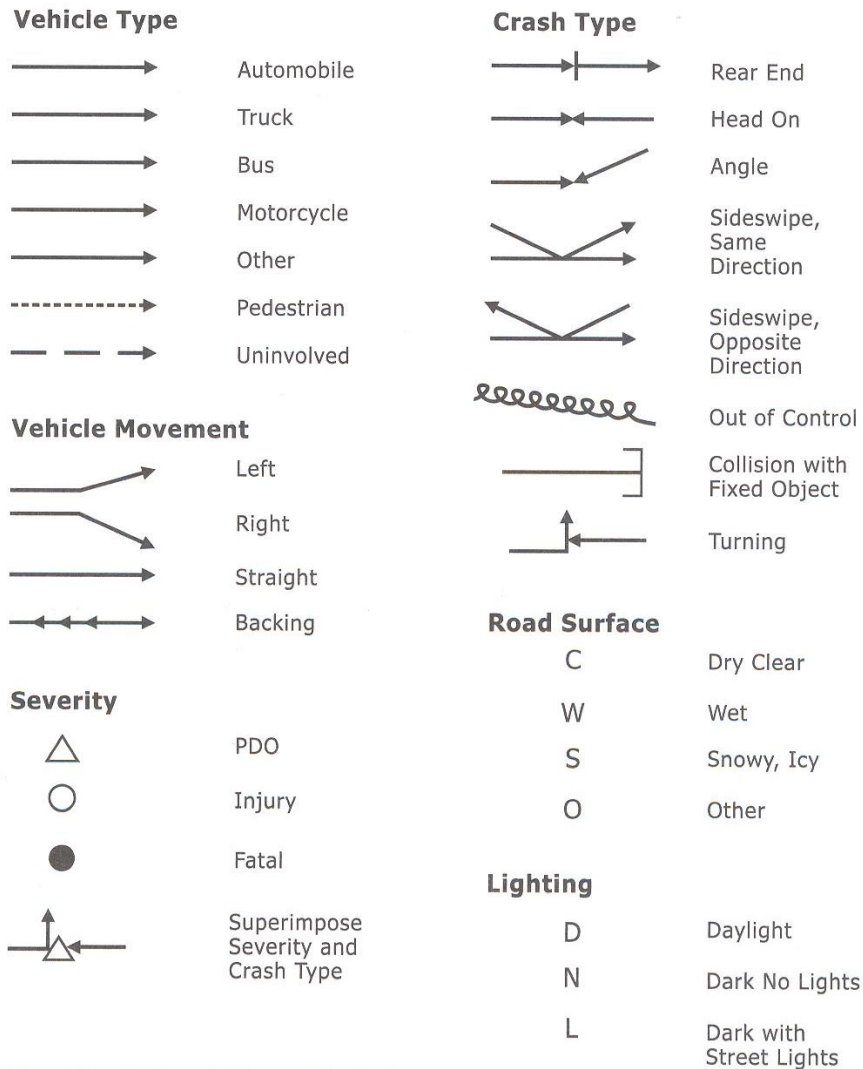 Vehicle Type
Automobile
Truck
Bus
Motorcycle
Other
Pedestrian
Uninvolved
Vehicle Movement
Left
Right
Straight
Backing
Severity
PDO
Injury
Fatal
Superimpose
Severity and
Crash Type
Crash Type
Rear End
Head On
Angle
Sideswipe,
Same
Direction
Sideswipe,
Opposite
Direction
Out of Control
Collision with
Fixed Object
Turning
Road Surface
C Dry Clear
W Wet
S Snowy, Icy
O Other
Lighting
D Daylight
N Dark No Lights
L Dark with
Street Lights